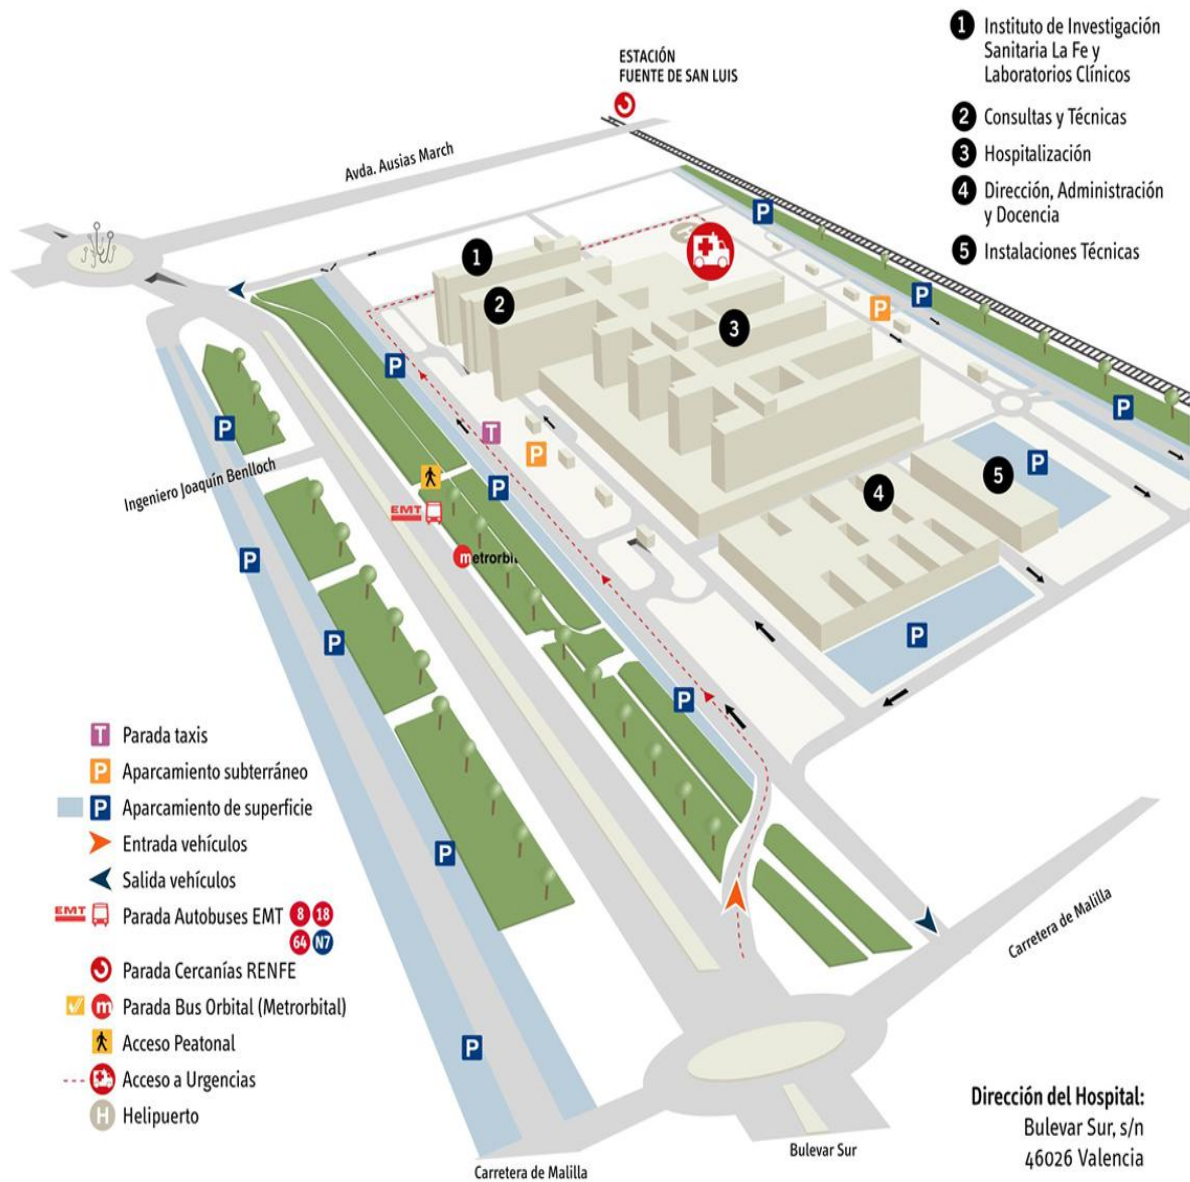 1 Instituto de Investigación
Sanitaria La Fe y
Laboratorios Clínicos
2 Consultas y Técnicas
3 Hospitalización
4 Dirección, Administración
y Docencia
5 Instalaciones Técnicas
ESTACIÓN
FUENTE DE SAN LUIS
Avda. Ausias March
P
1
2
3
P
P
P
P
T
P
P
P
P
5
4
Ingeniero Joaquín Benlloch
EMT
P
P
metrorbit
P
P
P
P
P
T Parada taxis
P Aparcamiento subterráneo
P Aparcamiento de superficie
Entrada vehículos
Salida vehículos
EMT Parada Autobuses EMT 8 18
64 N7
Parada Cercanías RENFE
m Parada Bus Orbital (Metrorbital)
Acceso Peatonal
Acceso a Urgencias
H Helipuerto
Carretera de Malilla
Bulevar Sur
Carretera de Malilla
Dirección del Hospital:
Bulevar Sur, s/n
46026 Valencia